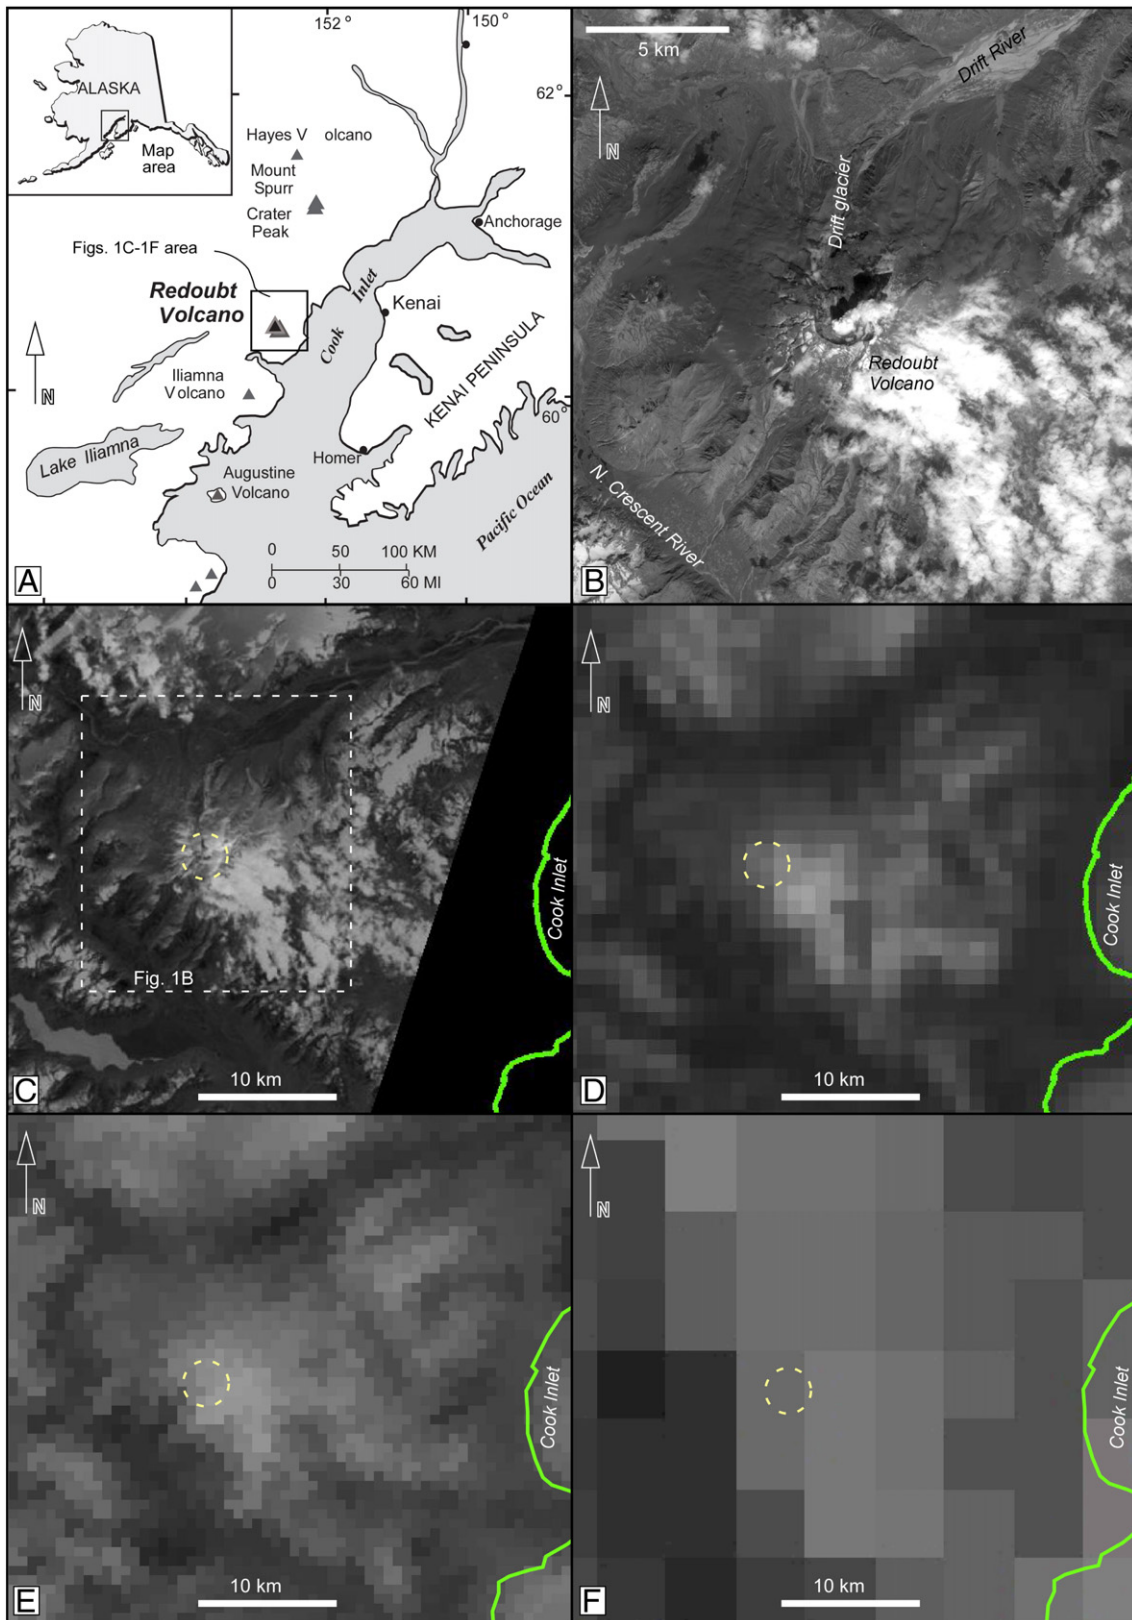 152°
150°
ALASKA
Map
area
62°
Hayes V olcano
Mount
Spurr
Crater
Peak
Anchorage
Figs. 1C-1F area
Redoubt
Volcano
Cook Inlet
Kenai
N
Iliamna
Volcano
KENAI PENINSULA
60°
Lake Iliamna
Homer
Augustine
Volcano
Pacific Ocean
0 50 100 KM
0 30 60 MI
A
5 km
Drift River
N
Drift glacier
Redoubt
Volcano
N. Crescent River
B
N
Cook Inlet
Fig. 1B
10 km
C
N
Cook Inlet
10 km
D
N
Cook Inlet
10 km
E
N
Cook Inlet
10 km
F